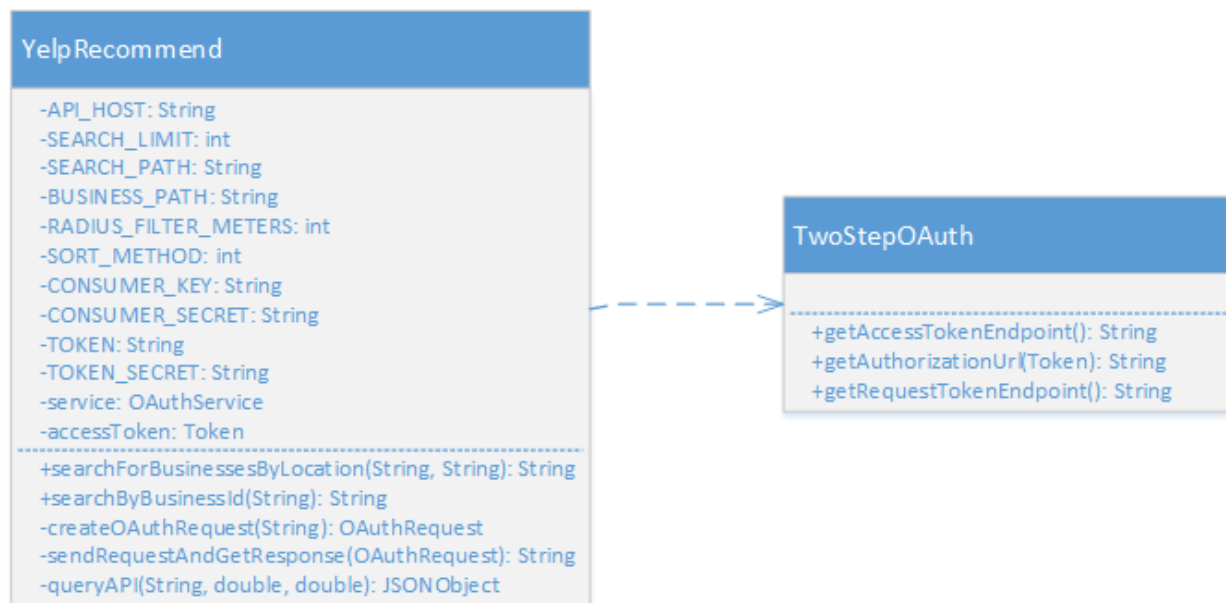 YelpRecommend
-API_HOST: String
-SEARCH_LIMIT: int
-SEARCH_PATH: String
-BUSINESS_PATH: String
-RADIUS_FILTER_METERS: int
-SORT_METHOD: int
-CONSUMER_KEY: String
-CONSUMER_SECRET: String
-TOKEN: String
-TOKEN_SECRET: String
-service: OAuthService
-accessToken: Token
+searchForBusinessesByLocation(String, String): String
+searchByBusinessId(String): String
-createOAuthRequest(String): OAuthRequest
-sendRequestAndGetResponse(OAuthRequest): String
-queryAPI(String, double, double): JSONObject
TwoStepOAuth
+getAccessTokenEndpoint(): String
+getAuthorizationUrl(Token): String
+getRequestTokenEndpoint(): String